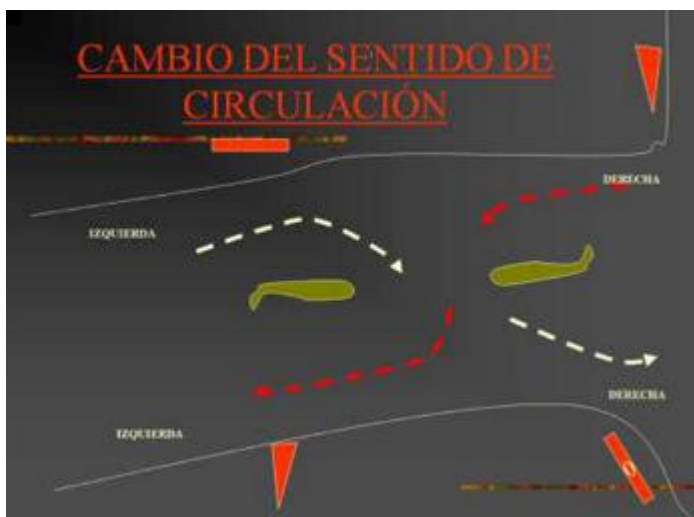 CAMBIO DEL SENTIDO DE
CIRCULACIÓN
DERECHA
IZQUIERDA
DERECHA
IZQUIERDA